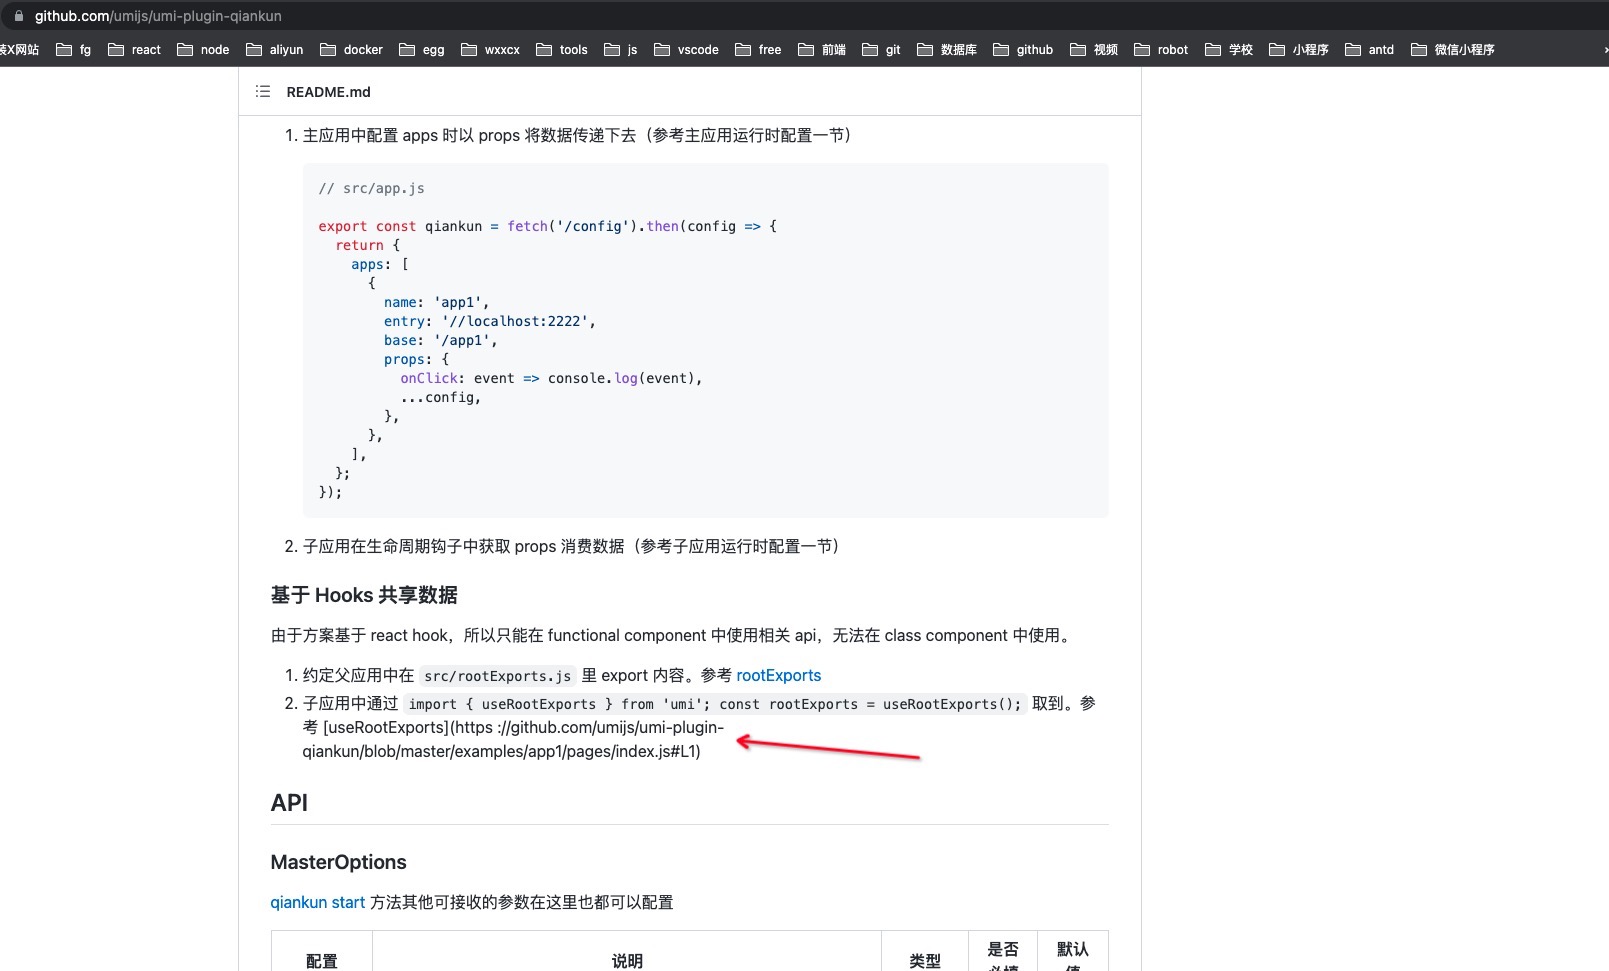 github.com/umijs/umi-plugin-qiankun
装X网站 fg react node aliyun docker egg wxxcx tools js vscode free 前端 git 数据库 github 视频 robot 学校 小程序 antd 微信小程序
README.md
1. 主应用中配置 apps 时以 props 将数据传递下去（参考主应用运行时配置一节）
// src/app.js
export const qiankun = fetch('/config').then(config => {
return {
apps: [
{
name: 'app1',
entry: '//localhost:2222',
base: '/app1',
props: {
onClick: event => console.log(event),
...config,
},
},
],
};
});
2. 子应用在生命周期钩子中获取 props 消费数据（参考子应用运行时配置一节）
基于 Hooks 共享数据
由于方案基于 react hook，所以只能在 functional component 中使用相关 api，无法在 class component 中使用。
1. 约定父应用中在 src/rootExports.js 里 export 内容。参考 rootExports
2. 子应用中通过 import { useRootExports } from 'umi'; const rootExports = useRootExports(); 取到。参
考 [useRootExports](https ://github.com/umijs/umi-plugin-
qiankun/blob/master/examples/app1/pages/index.js#L1)
API
MasterOptions
qiankun start 方法其他可接收的参数在这里也都可以配置
配置 说明 类型 是否 默认